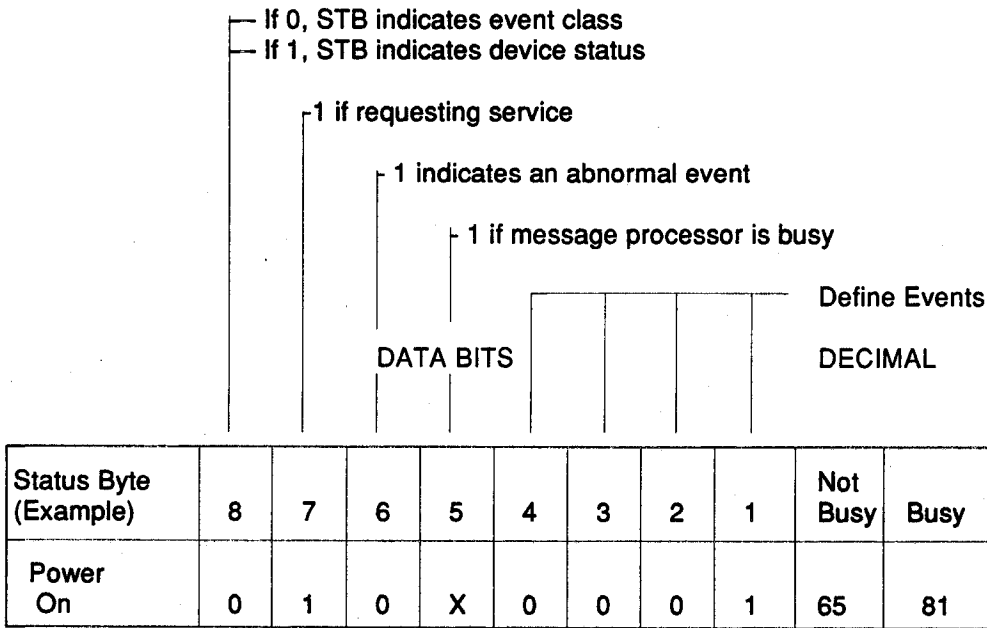 If 0, STB indicates event class
If 1, STB indicates device status
1 if requesting service
1 indicates an abnormal event
1 if message processor is busy
Define Events
DATA BITS DECIMAL
Status Byte (Example) 8 7 6 5 4 3 2 1 Not Busy Busy
Power On 0 1 0 X 0 0 0 1 65 81